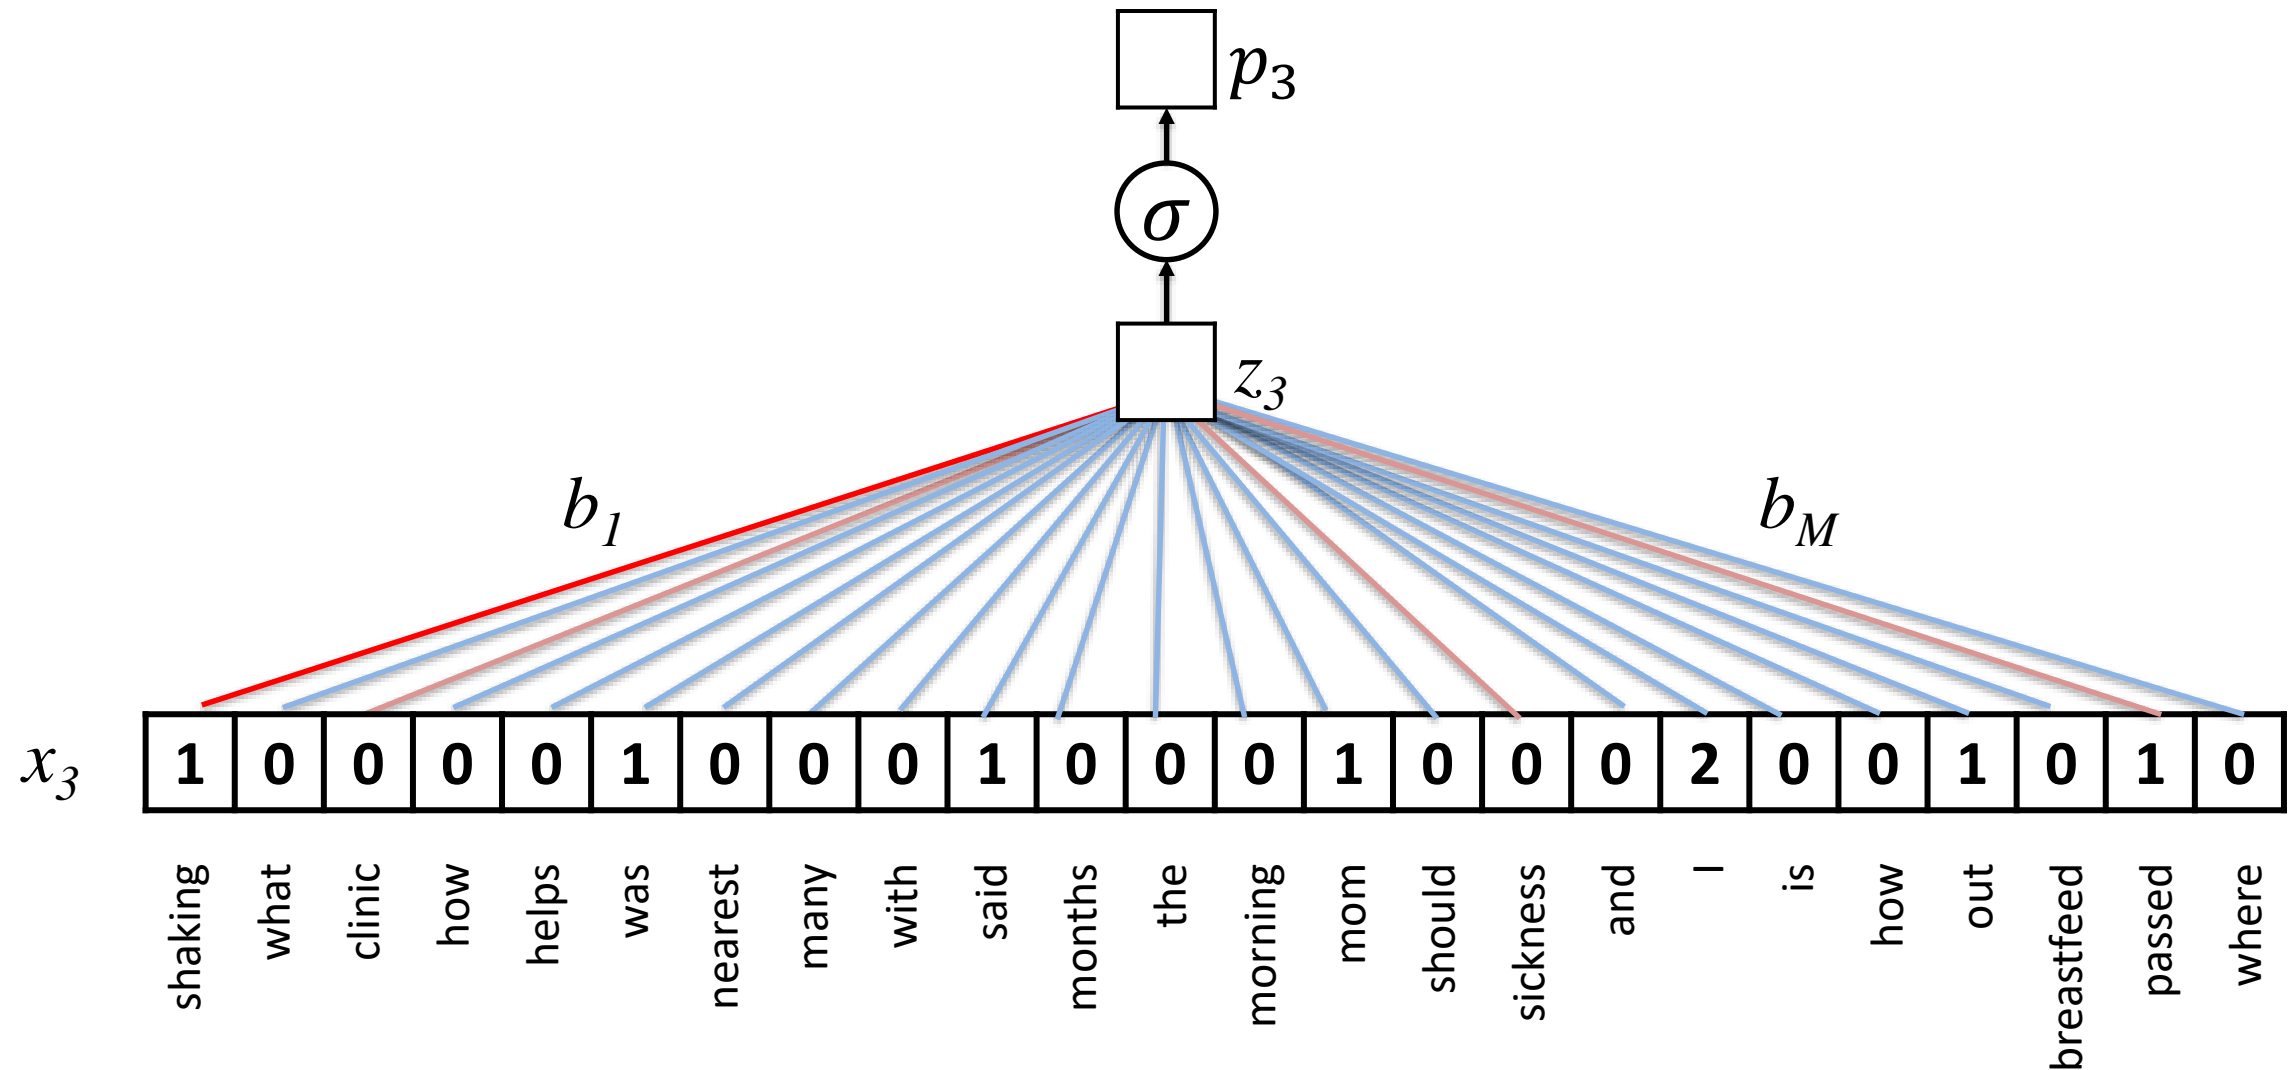 p₃
σ
z₃
b₁
b_M
x₃ 1 0 0 0 0 1 0 0 0 1 0 0 0 1 0 0 0 2 0 0 1 0 1 0
shaking what clinic how helps was nearest many with said months the morning mom should sickness and I is how out breastfeed passed where